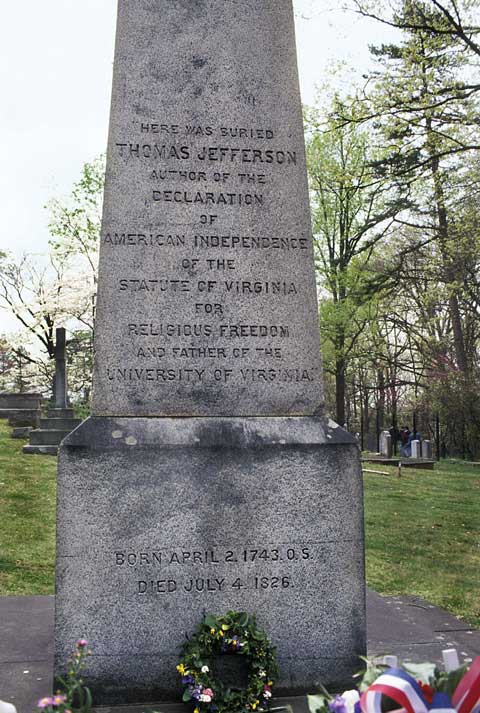 HERE WAS BURIED
THOMAS JEFFERSON
AUTHOR OF THE
DECLARATION
OF
AMERICAN INDEPENDENCE
OF THE
STATUTE OF VIRGINIA
FOR
RELIGIOUS FREEDOM
AND FATHER OF THE
UNIVERSITY OF VIRGINIA.
BORN APRIL 2. 1743. O.S.
DIED JULY 4. 1826.